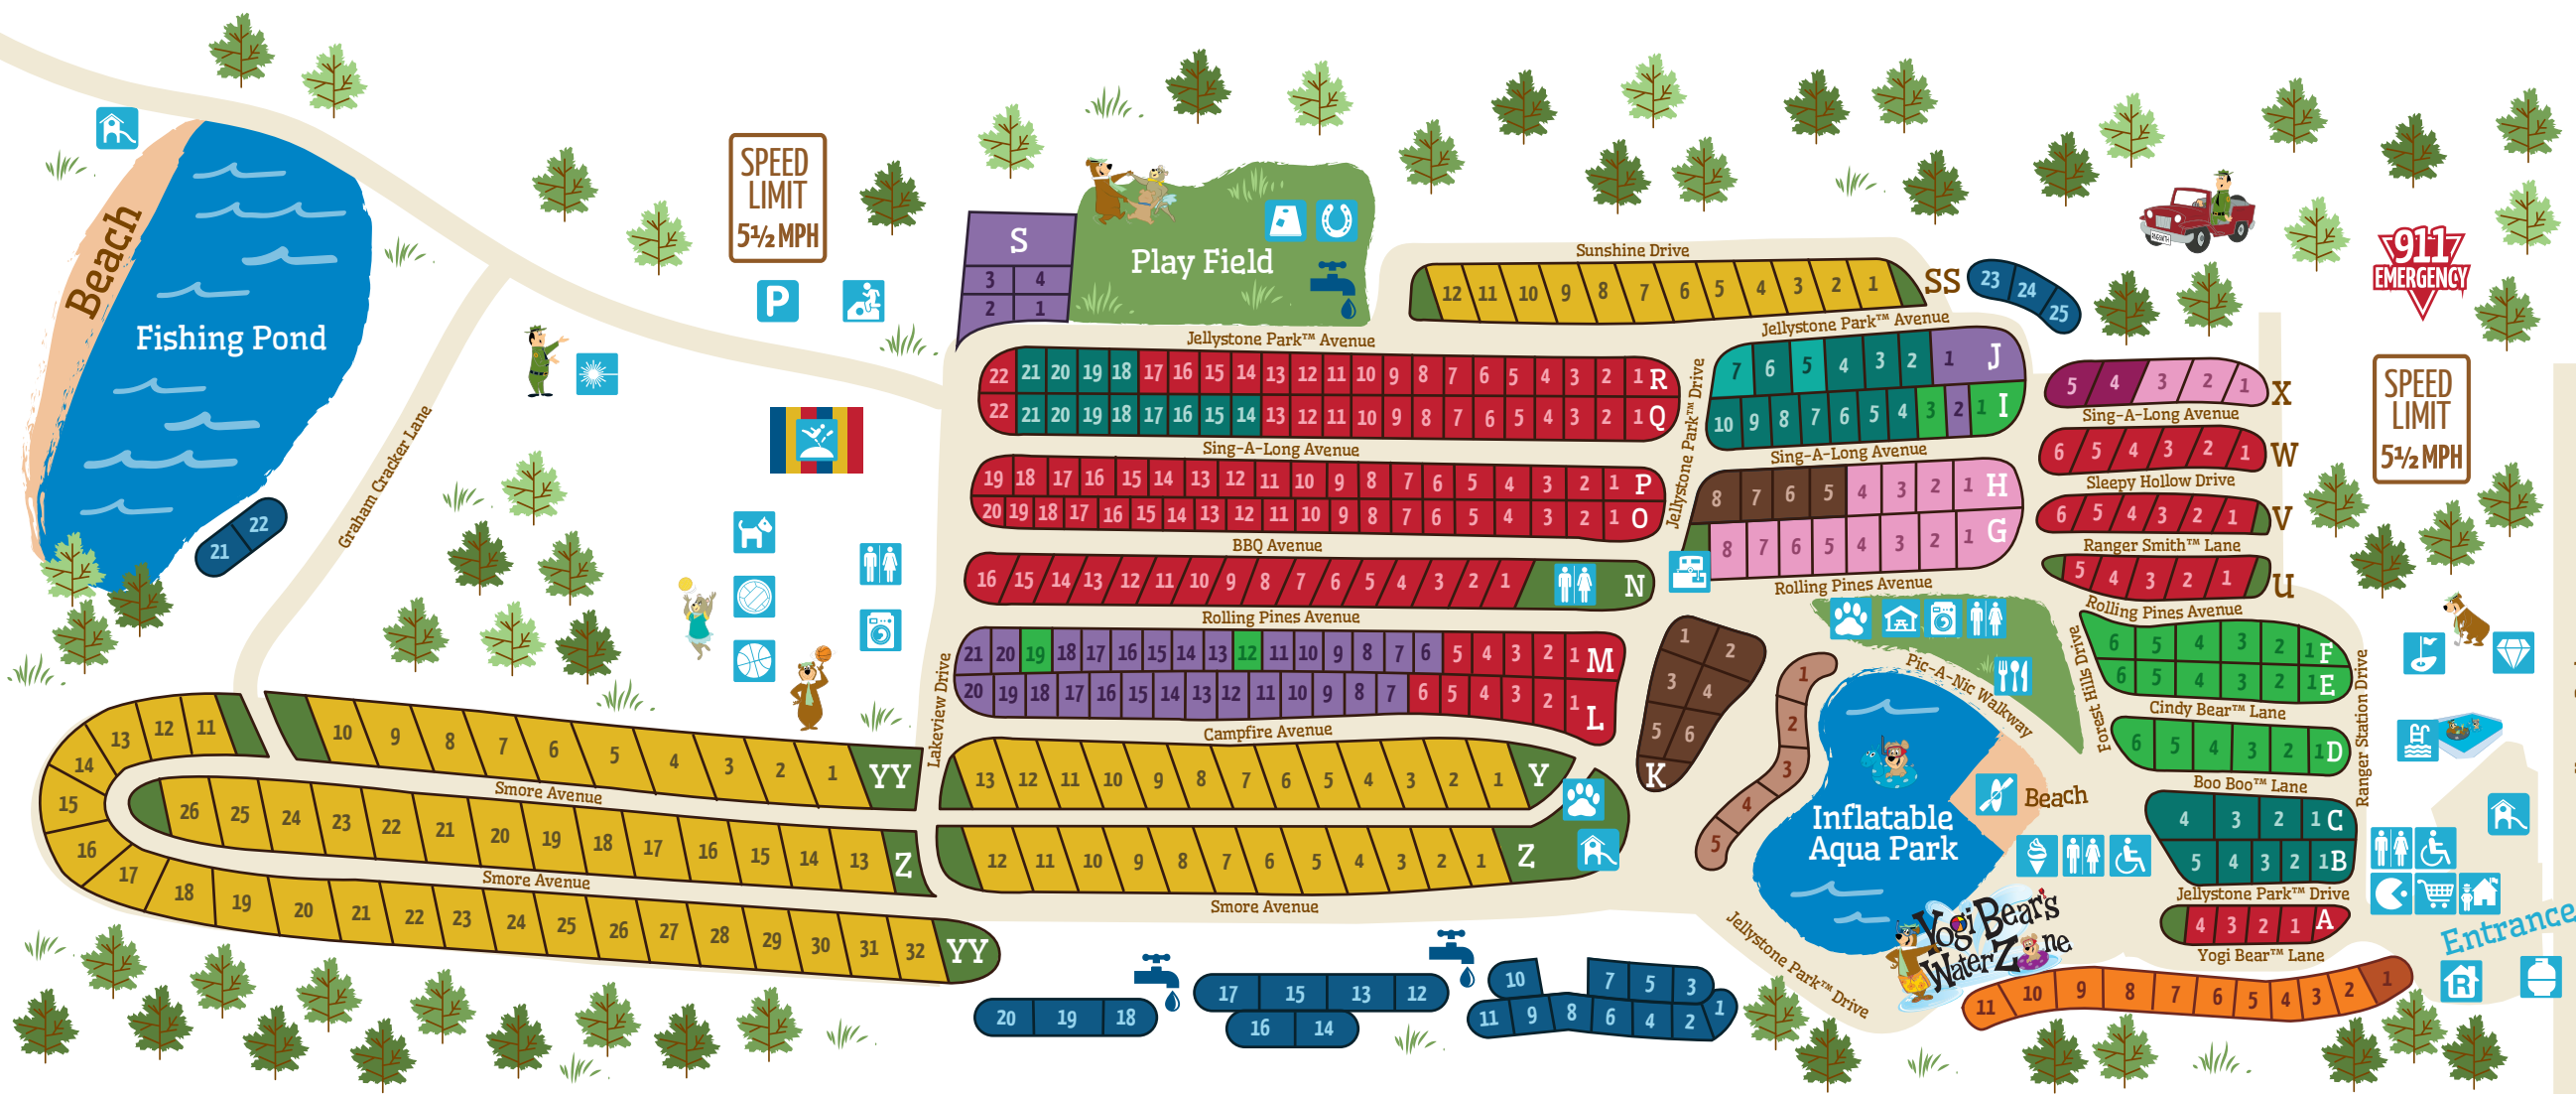 SPEED
LIMIT
5½ MPH
Beach
Fishing Pond
21 22
Graham Cracker Lane
P
S
3 4
2 1
Play Field
Sunshine Drive
12 11 10 9 8 7 6 5 4 3 2 1 SS
23 24 25
RNGRSMTH
911
EMERGENCY
Jellystone Park™ Avenue
Jellystone Park™ Avenue
22 21 20 19 18 17 16 15 14 13 12 11 10 9 8 7 6 5 4 3 2 1 R
22 21 20 19 18 17 16 15 14 13 12 11 10 9 8 7 6 5 4 3 2 1 Q
Sing-A-Long Avenue
19 18 17 16 15 14 13 12 11 10 9 8 7 6 5 4 3 2 1 P
20 19 18 17 16 15 14 13 12 11 10 9 8 7 6 5 4 3 2 1 O
BBQ Avenue
16 15 14 13 12 11 10 9 8 7 6 5 4 3 2 1 N
Rolling Pines Avenue
21 20 19 18 17 16 15 14 13 12 11 10 9 8 7 6 5 4 3 2 1 M
20 19 18 17 16 15 14 13 12 11 10 9 8 7 6 5 4 3 2 1 L
Campfire Avenue
Lakeview Drive
13 12 11 10 9 8 7 6 5 4 3 2 1 Y
12 11 10 9 8 7 6 5 4 3 2 1 Z
Smore Avenue
Jellystone Park™ Drive
7 6 5 4 3 2 1 J
10 9 8 7 6 5 4 3 2 1 I
Sing-A-Long Avenue
8 7 6 5 4 3 2 1 H
8 7 6 5 4 3 2 1 G
Rolling Pines Avenue
5 4 3 2 1 X
Sing-A-Long Avenue
6 5 4 3 2 1 W
Sleepy Hollow Drive
6 5 4 3 2 1 V
Ranger Smith™ Lane
5 4 3 2 1 U
Rolling Pines Avenue
SPEED
LIMIT
5½ MPH
6 5 4 3 2 1 F
6 5 4 3 2 1 E
Cindy Bear™ Lane
6 5 4 3 2 1 D
Boo Boo™ Lane
4 3 2 1 C
5 4 3 2 1 B
Jellystone Park™ Drive
4 3 2 1 A
Yogi Bear™ Lane
Forest Hills Drive
Ranger Station Drive
1 2
3 4
5 6
K
1
2
3
4
5
Pic-A-Nic Walkway
Inflatable
Aqua Park
Beach
Yogi Bear's
Water Zone
Jellystone Park™ Drive
11 10 9 8 7 6 5 4 3 2 1
Entrance
R
14 13 12 11
10 9 8 7 6 5 4 3 2 1 YY
15
Smore Avenue
26 25 24 23 22 21 20 19 18 17 16 15 14 13 Z
Smore Avenue
16 17 18 19 20 21 22 23 24 25 26 27 28 29 30 31 32 YY
20 19 18
17 15 13 12
16 14
10 7 5 3
11 9 8 6 4 2 1